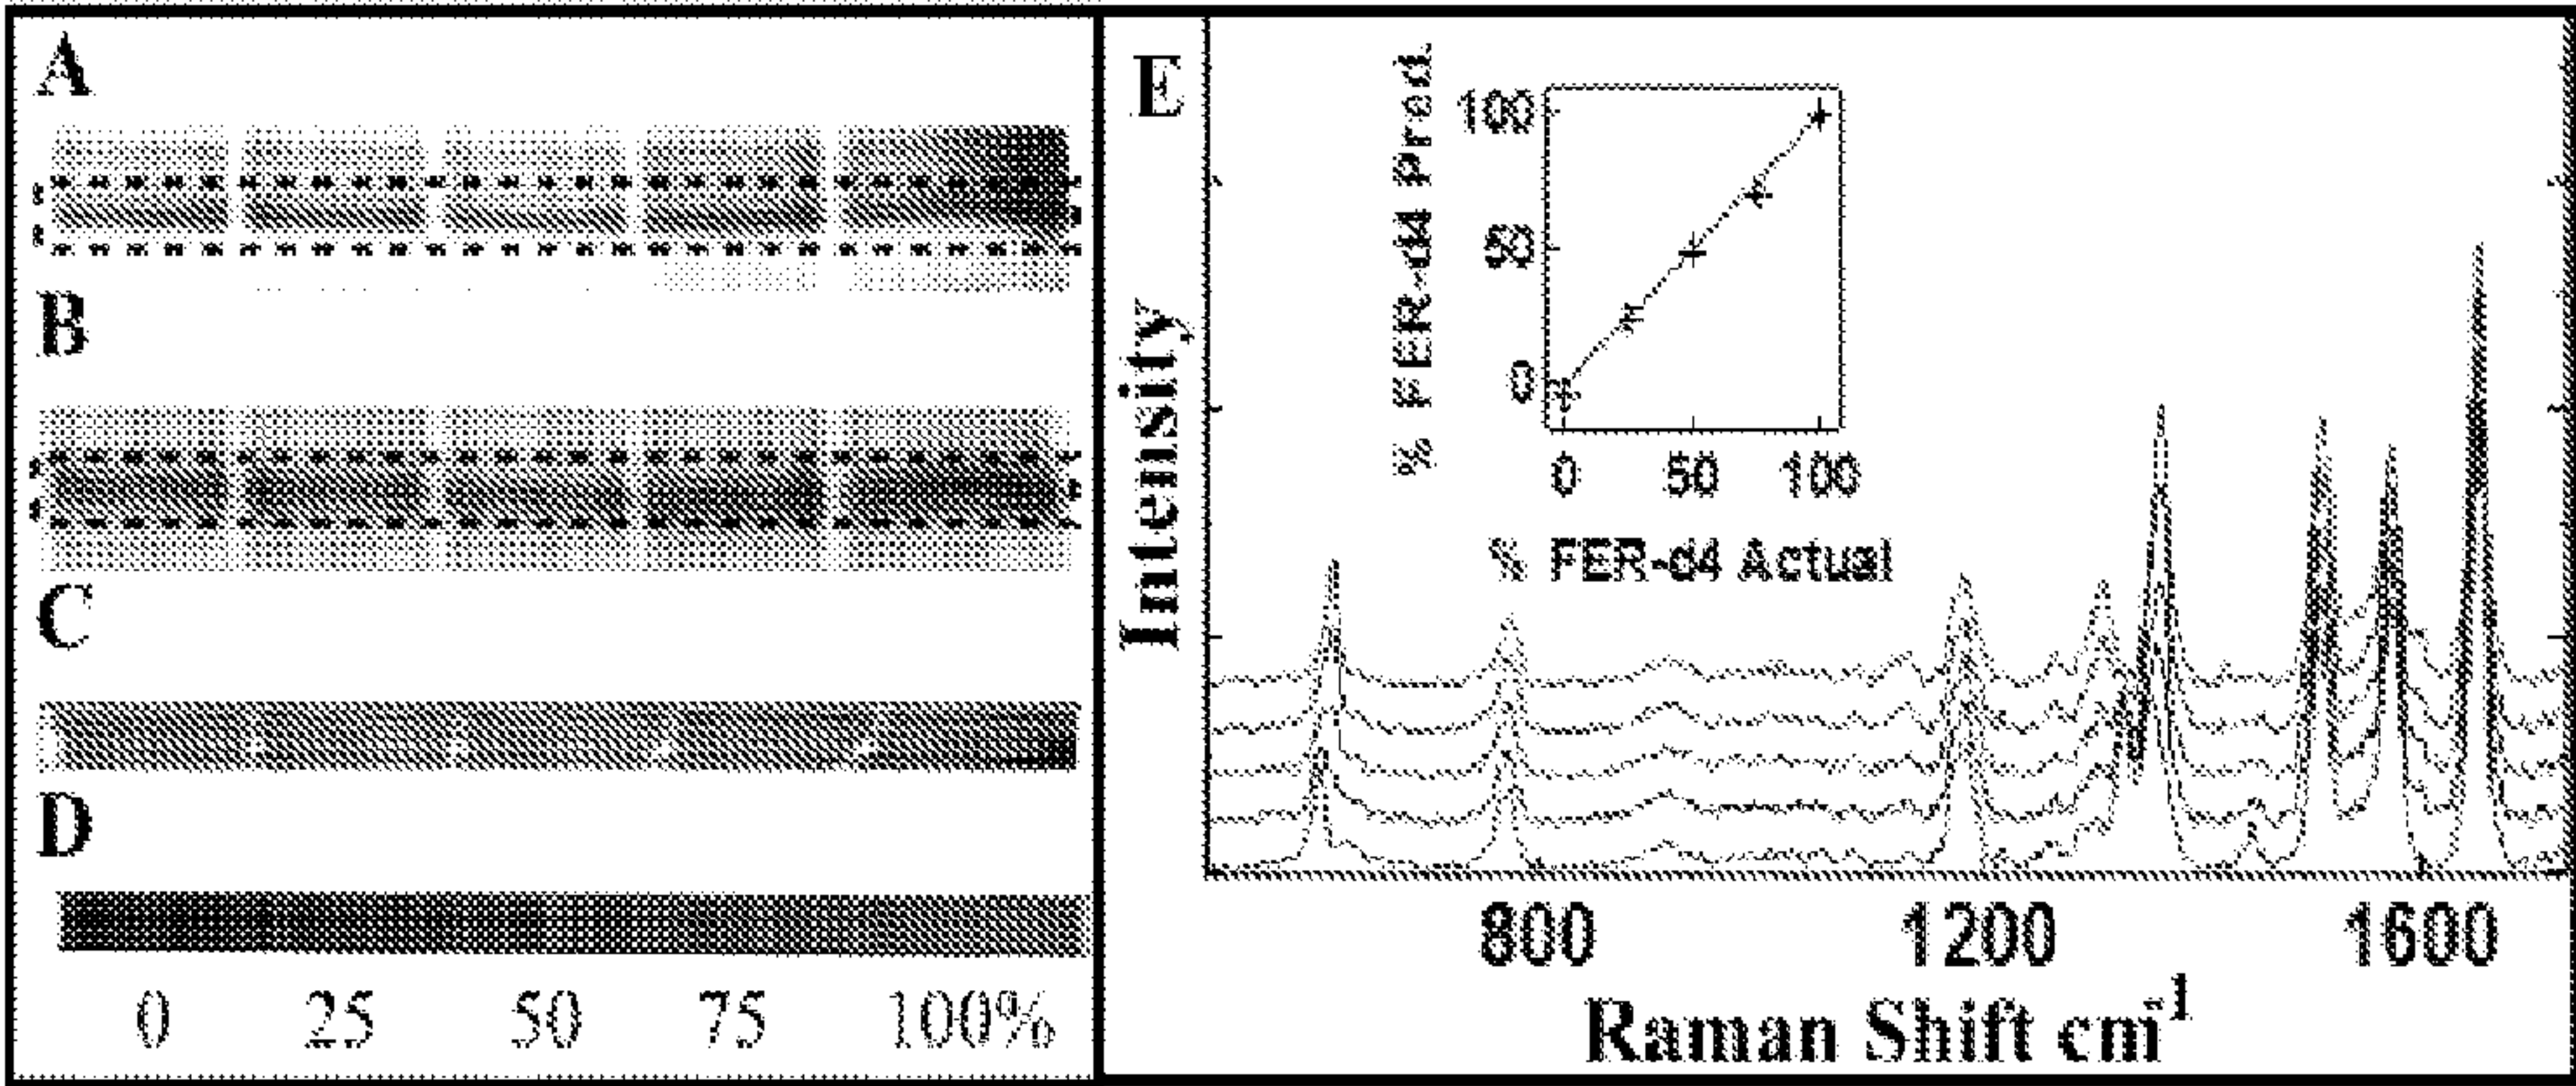 A
B
C
D
0 25 50 75 100%
E
Intensity
% FER-d4 Pred.
100
50
0
0 50 100
% FER-d4 Actual
800 1200 1600
Raman Shift cm-1